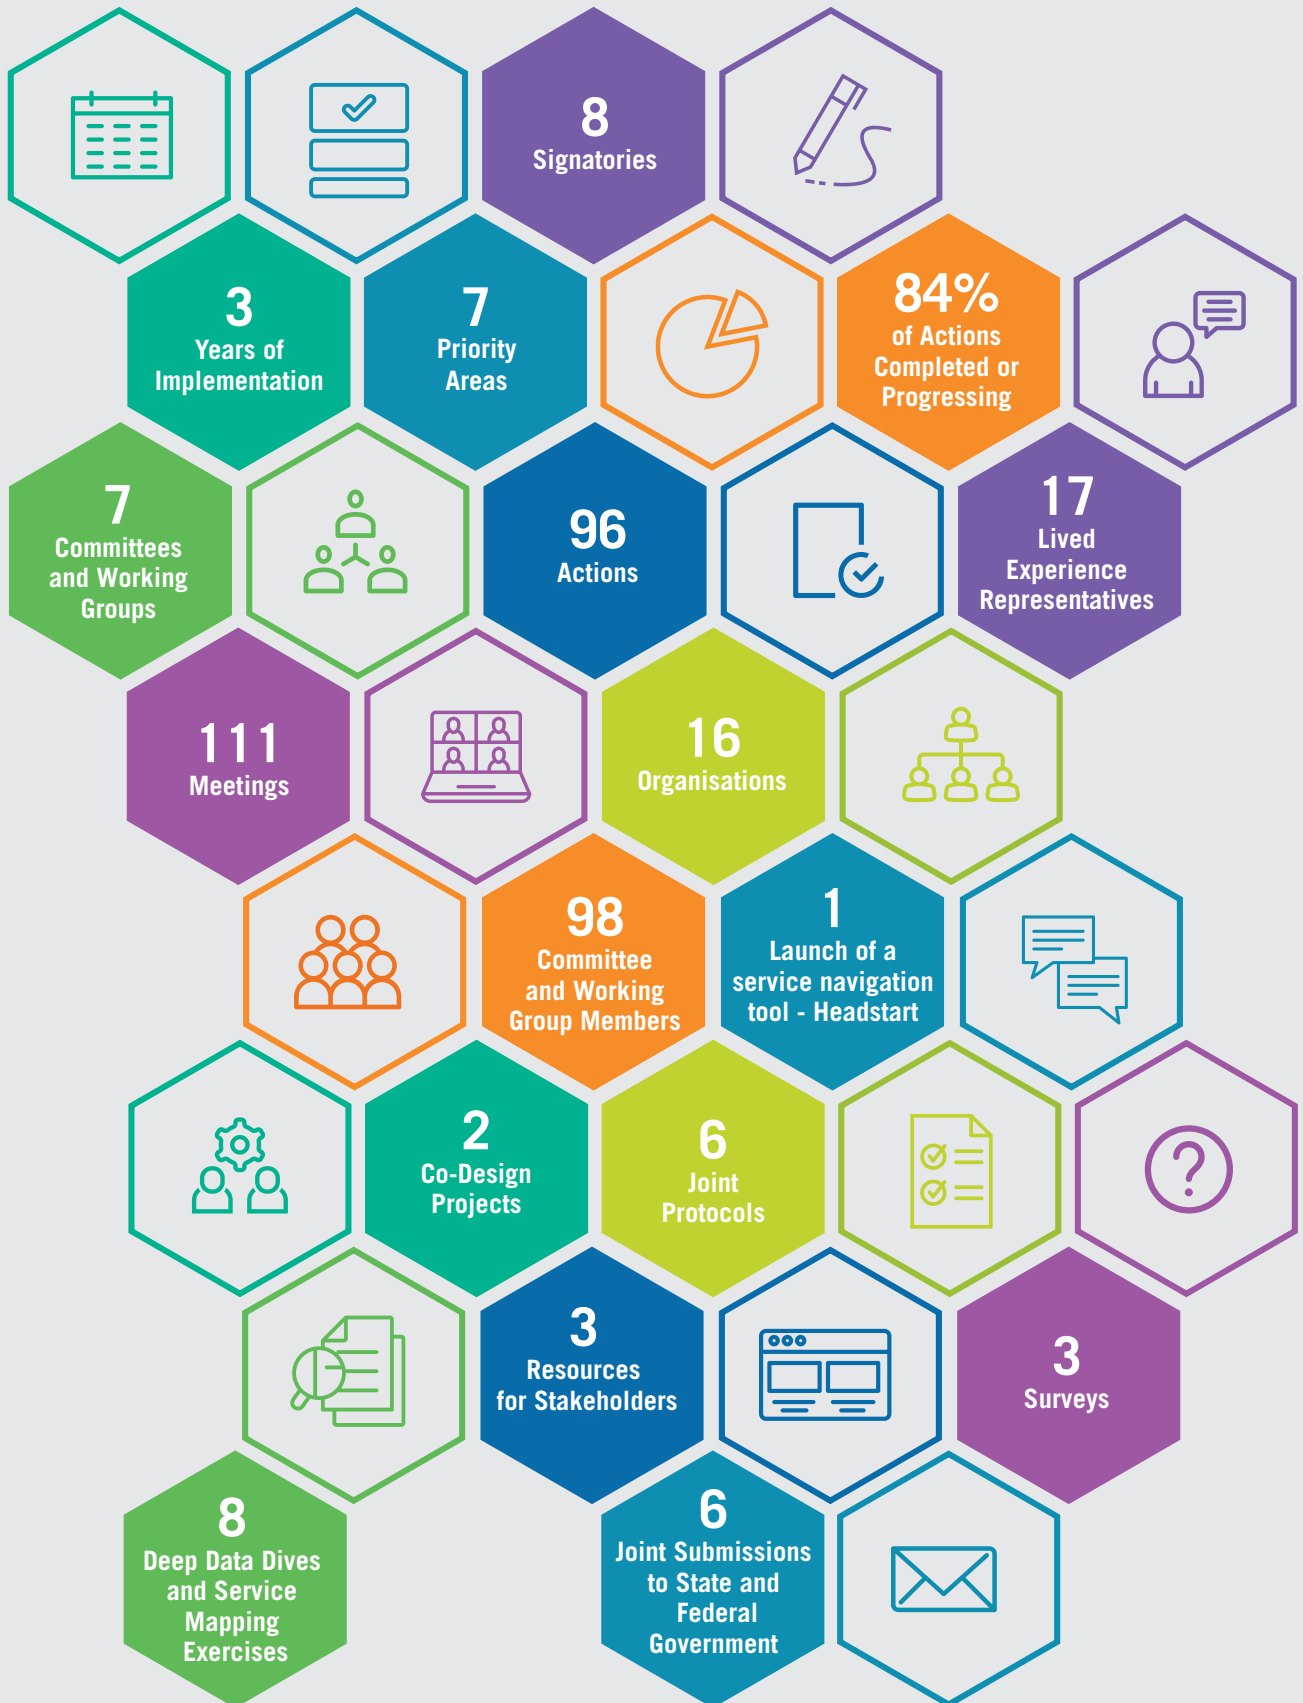 8
Signatories
3
Years of
Implementation
7
Priority
Areas
84%
of Actions
Completed or
Progressing
7
Committees
and Working
Groups
96
Actions
17
Lived
Experience
Representatives
111
Meetings
16
Organisations
98
Committee
and Working
Group Members
1
Launch of a
service navigation
tool - Headstart
2
Co-Design
Projects
6
Joint
Protocols
3
Resources
for Stakeholders
3
Surveys
8
Deep Data Dives
and Service
Mapping
Exercises
6
Joint Submissions
to State and
Federal
Government